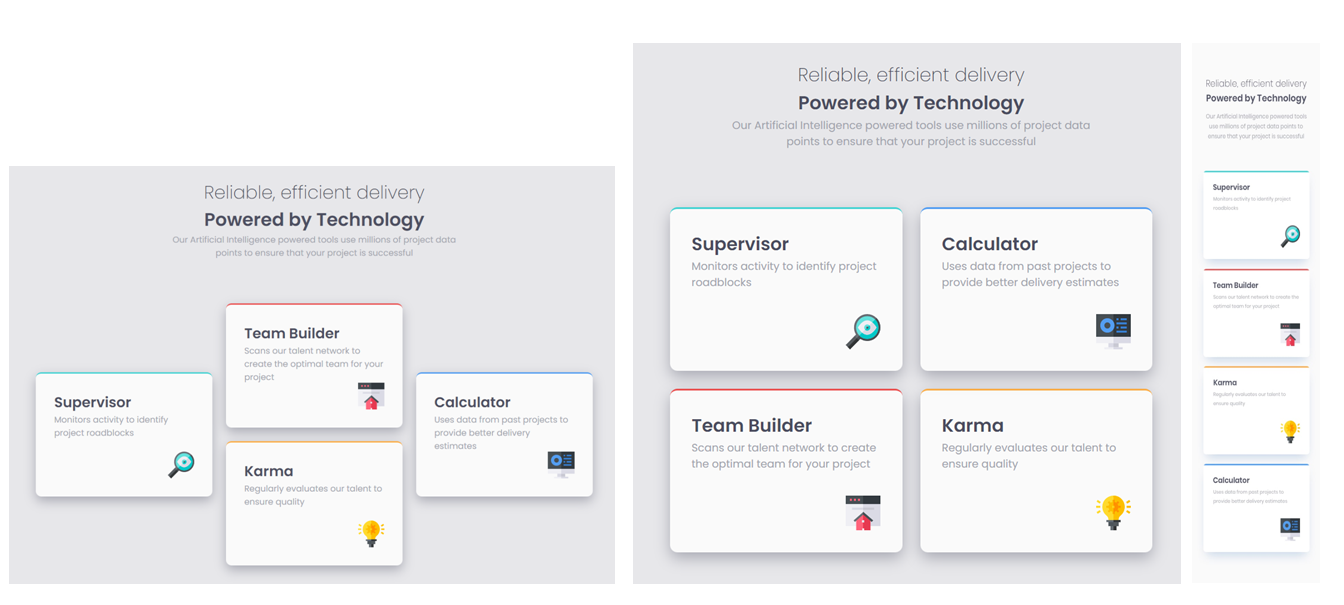 Reliable, efficient delivery
Powered by Technology
Our Artificial Intelligence powered tools use millions of project data
points to ensure that your project is successful
Supervisor
Monitors activity to identify
project roadblocks
Team Builder
Scans our talent network to
create the optimal team for your
project
Karma
Regularly evaluates our talent to
ensure quality
Calculator
Uses data from past projects to
provide better delivery
estimates
Reliable, efficient delivery
Powered by Technology
Our Artificial Intelligence powered tools use millions of project data
points to ensure that your project is successful
Supervisor
Monitors activity to identify project
roadblocks
Calculator
Uses data from past projects to
provide better delivery estimates
Team Builder
Scans our talent network to create
the optimal team for your project
Karma
Regularly evaluates our talent to
ensure quality
Reliable, efficient delivery
Powered by Technology
Our Artificial Intelligence powered tools
use millions of project data points to
ensure that your project is successful
Supervisor
Monitors activity to identify project
roadblocks
Team Builder
Scans our talent network to create the
optimal team for your project
Karma
Regularly evaluates our talent to
ensure quality
Calculator
Uses data from past projects to
provide better delivery estimates